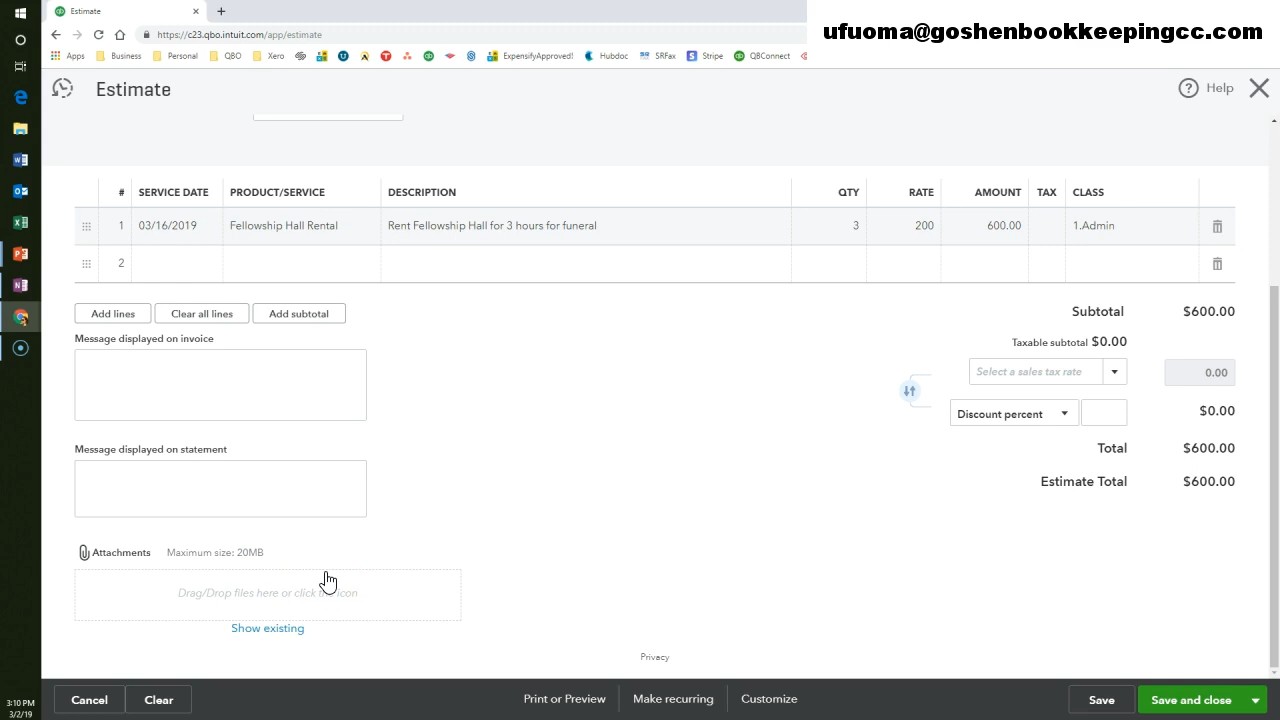 Estimate
ufuoma@goshenbookkeepingcc.com
https://c23.qbo.intuit.com/app/estimate
Apps Business Personal QBO Xero ExpensifyApproved! Hubdoc SRFax Stripe QBConnect
Estimate
Help
# SERVICE DATE PRODUCT/SERVICE DESCRIPTION QTY RATE AMOUNT TAX CLASS
1 03/16/2019 Fellowship Hall Rental Rent Fellowship Hall for 3 hours for funeral 3 200 600.00 1.Admin
2
Add lines Clear all lines Add subtotal
Subtotal $600.00
Message displayed on invoice
Taxable subtotal $0.00
Select a sales tax rate 0.00
Discount percent $0.00
Message displayed on statement
Total $600.00
Estimate Total $600.00
Attachments Maximum size: 20MB
Drag/Drop files here or click the icon
Show existing
Privacy
Cancel Clear Print or Preview Make recurring Customize Save Save and close
3:10 PM
3/2/19